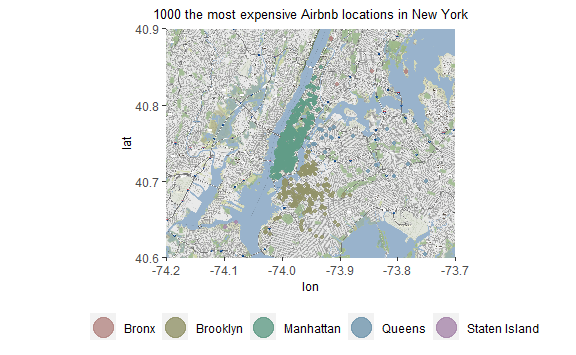 1000 the most expensive Airbnb locations in New York
40.9
40.8
lat
40.7
40.6
-74.2 -74.1 -74.0 -73.9 -73.8 -73.7
lon
Bronx Brooklyn Manhattan Queens Staten Island